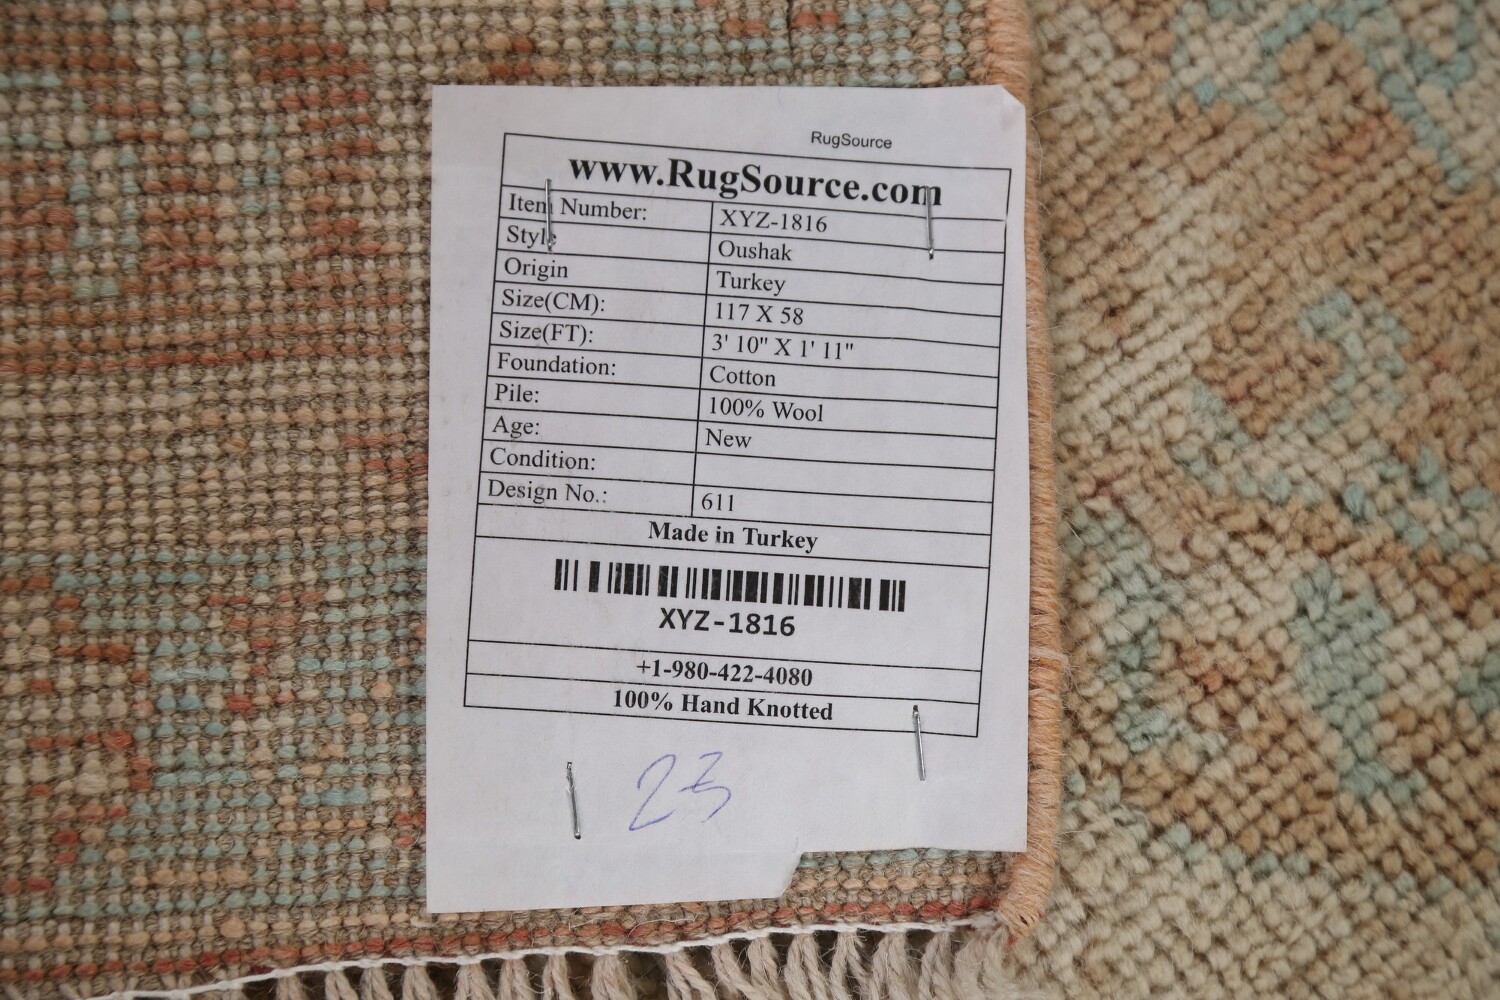 RugSource
www.RugSource.com
Item Number: XYZ-1816
Style Oushak
Origin Turkey
Size(CM): 117 X 58
Size(FT): 3' 10" X 1' 11"
Foundation: Cotton
Pile: 100% Wool
Age: New
Condition:
Design No.: 611
Made in Turkey
XYZ-1816
+1-980-422-4080
100% Hand Knotted
23